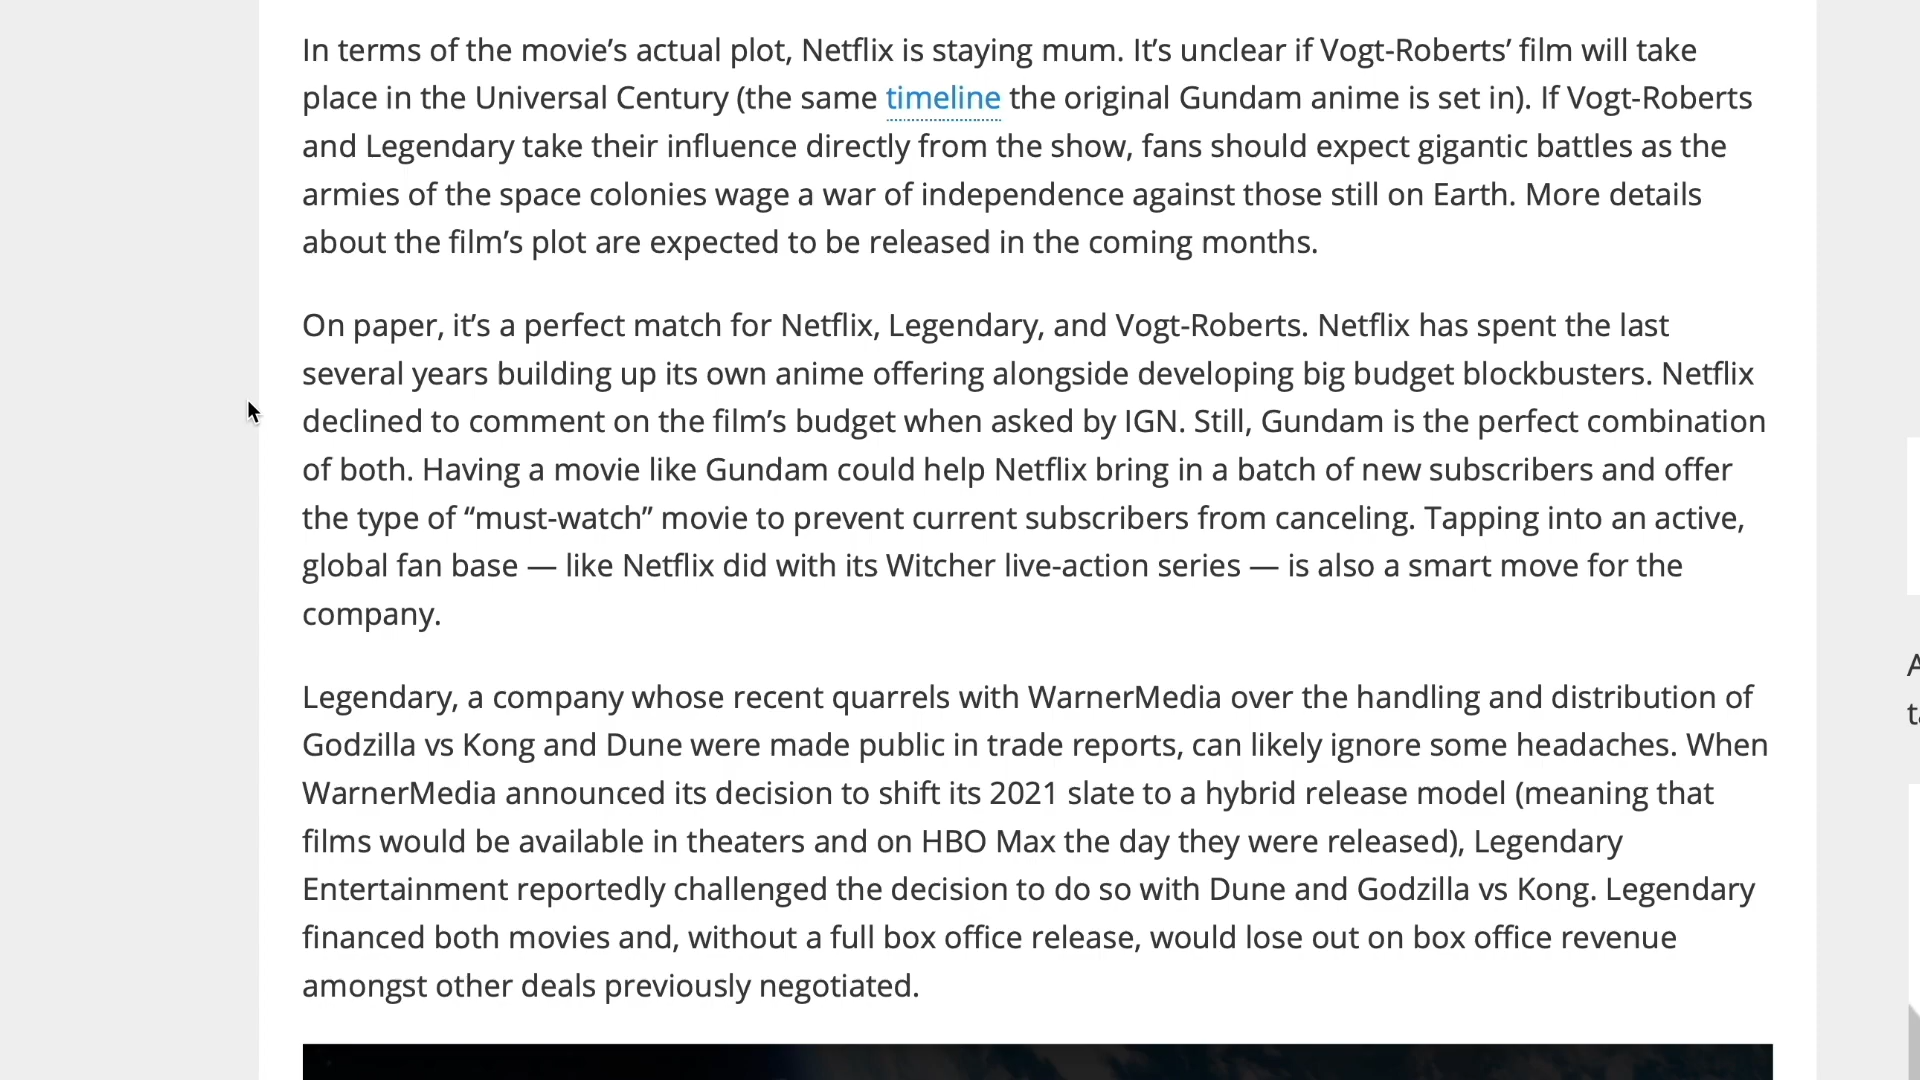 In terms of the movie’s actual plot, Netflix is staying mum. It’s unclear if Vogt-Roberts’ film will take
place in the Universal Century (the same timeline the original Gundam anime is set in). If Vogt-Roberts
and Legendary take their influence directly from the show, fans should expect gigantic battles as the
armies of the space colonies wage a war of independence against those still on Earth. More details
about the film’s plot are expected to be released in the coming months.
On paper, it’s a perfect match for Netflix, Legendary, and Vogt-Roberts. Netflix has spent the last
several years building up its own anime offering alongside developing big budget blockbusters. Netflix
declined to comment on the film’s budget when asked by IGN. Still, Gundam is the perfect combination
of both. Having a movie like Gundam could help Netflix bring in a batch of new subscribers and offer
the type of “must-watch” movie to prevent current subscribers from canceling. Tapping into an active,
global fan base — like Netflix did with its Witcher live-action series — is also a smart move for the
company.
Legendary, a company whose recent quarrels with WarnerMedia over the handling and distribution of
Godzilla vs Kong and Dune were made public in trade reports, can likely ignore some headaches. When
WarnerMedia announced its decision to shift its 2021 slate to a hybrid release model (meaning that
films would be available in theaters and on HBO Max the day they were released), Legendary
Entertainment reportedly challenged the decision to do so with Dune and Godzilla vs Kong. Legendary
financed both movies and, without a full box office release, would lose out on box office revenue
amongst other deals previously negotiated.